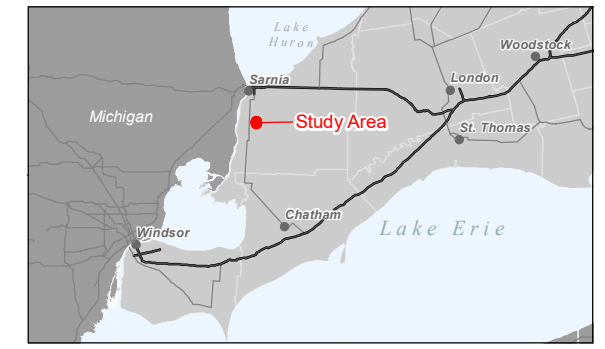 Lake
Huron
Woodstock
Sarnia
London
Michigan
Study Area
St. Thomas
Chatham
Lake Erie
Windsor